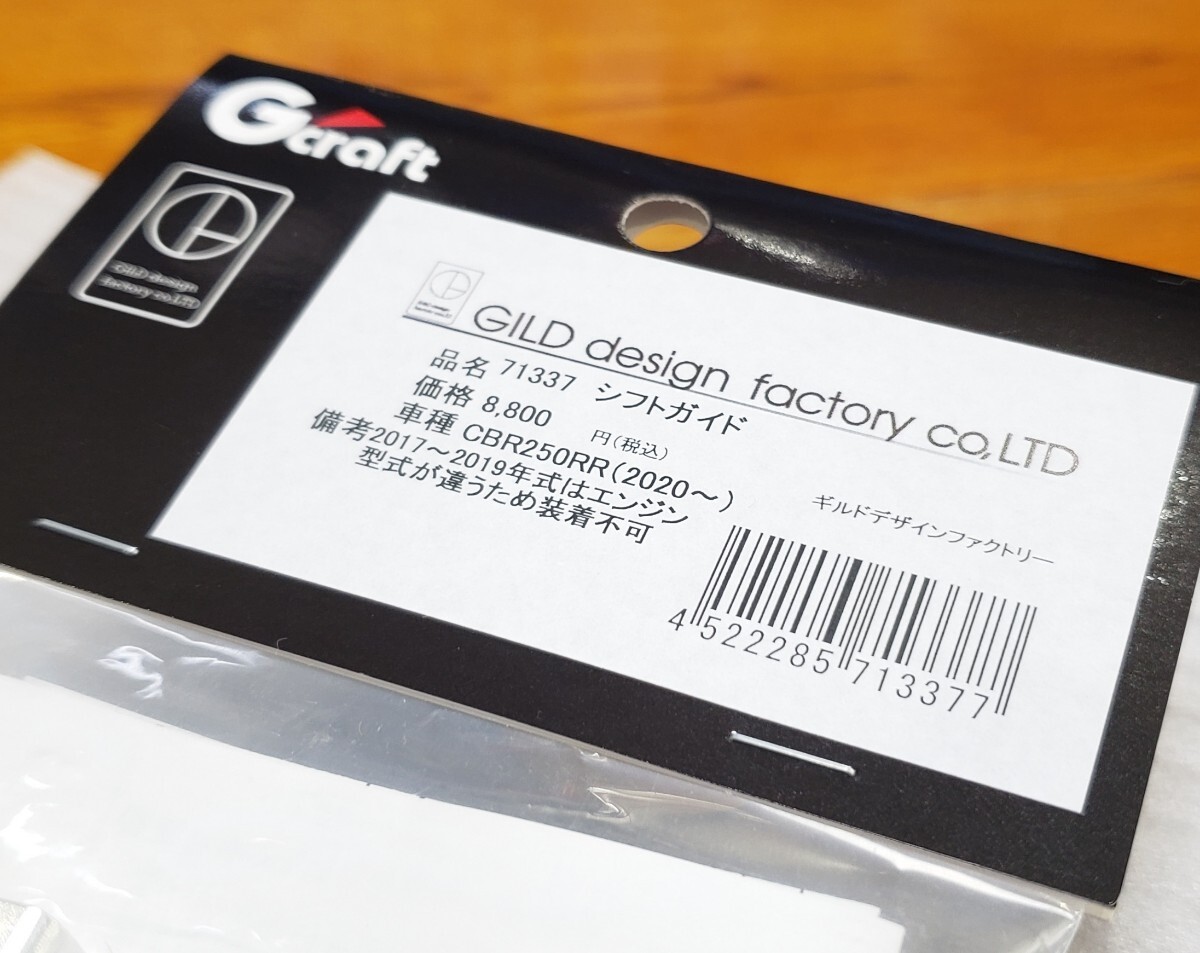 Gcraft
GILD design
factory co.LTD
GILD design factory co,LTD
品名 71337 シフトガイド
価格 8,800 円(税込)
車種 CBR250RR(2020～)
備考2017～2019年式はエンジン
型式が違うため装着不可
ギルドデザインファクトリー
4 522285 713377